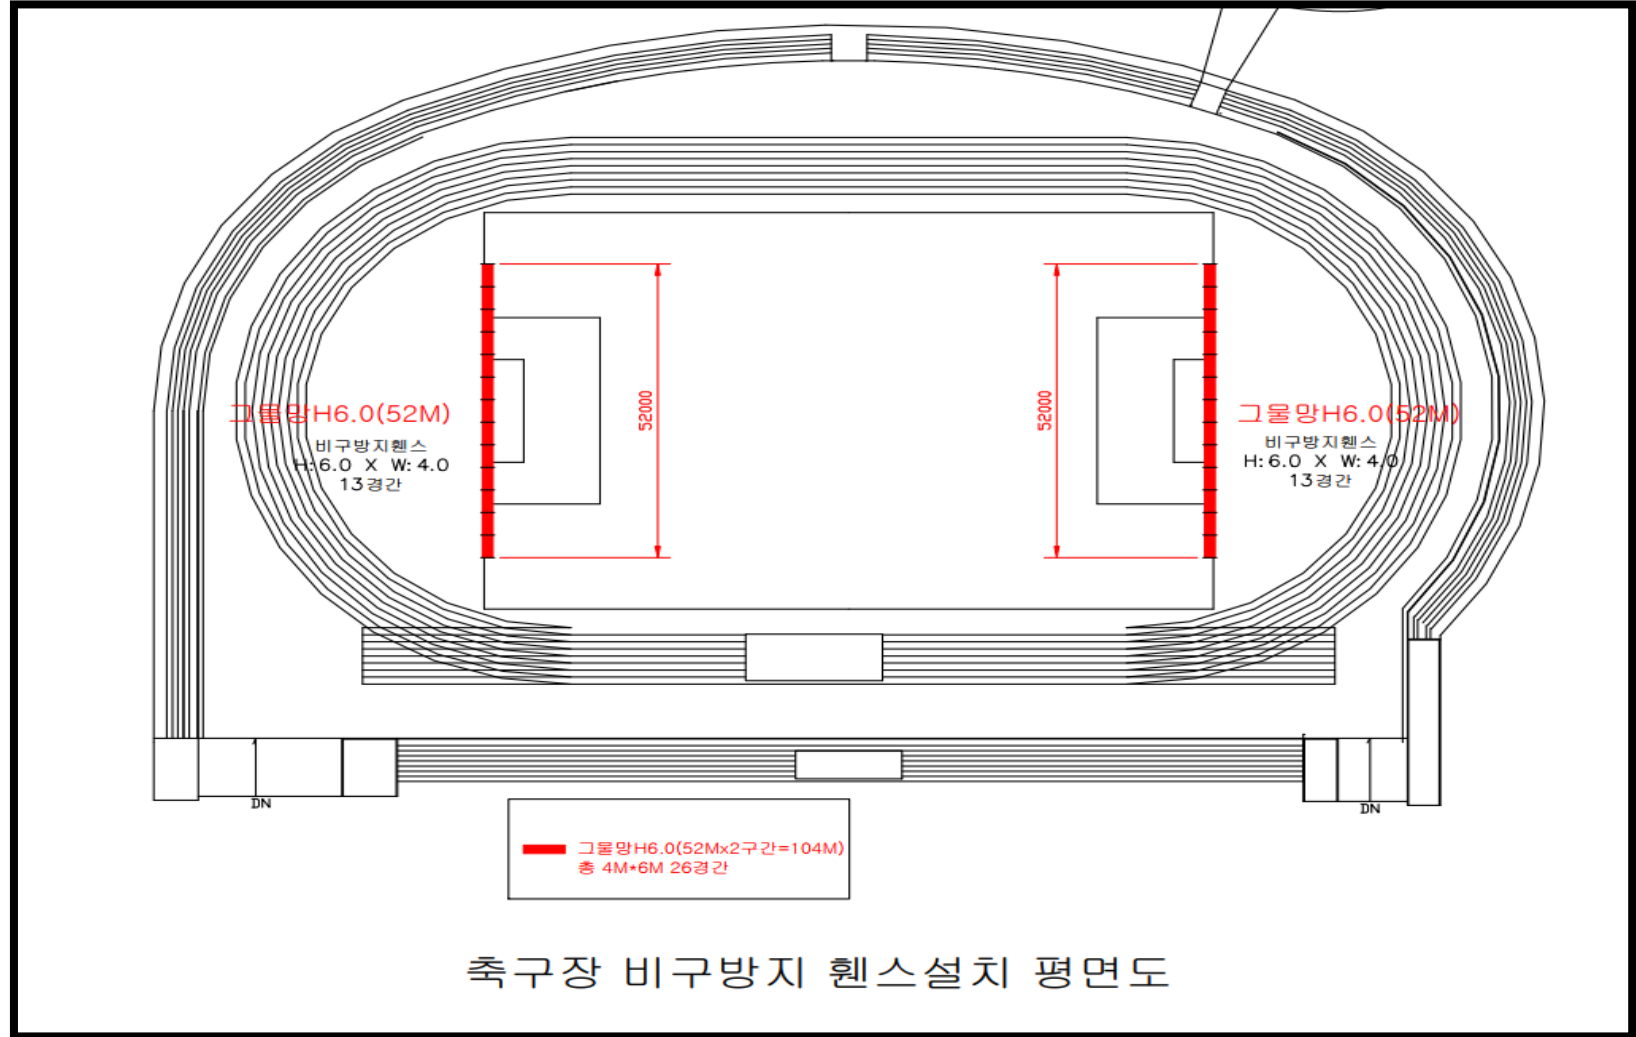 그물망H6.0(52M)
비구방지휀스
H:6.0 X W:4.0
13경간
52000
52000
그물망H6.0(52M)
비구방지휀스
H:6.0 X W:4.0
13경간
DN
DN
그물망H6.0(52Mx2구간=104M)
총 4M*6M 26경간
축구장 비구방지 휀스설치 평면도